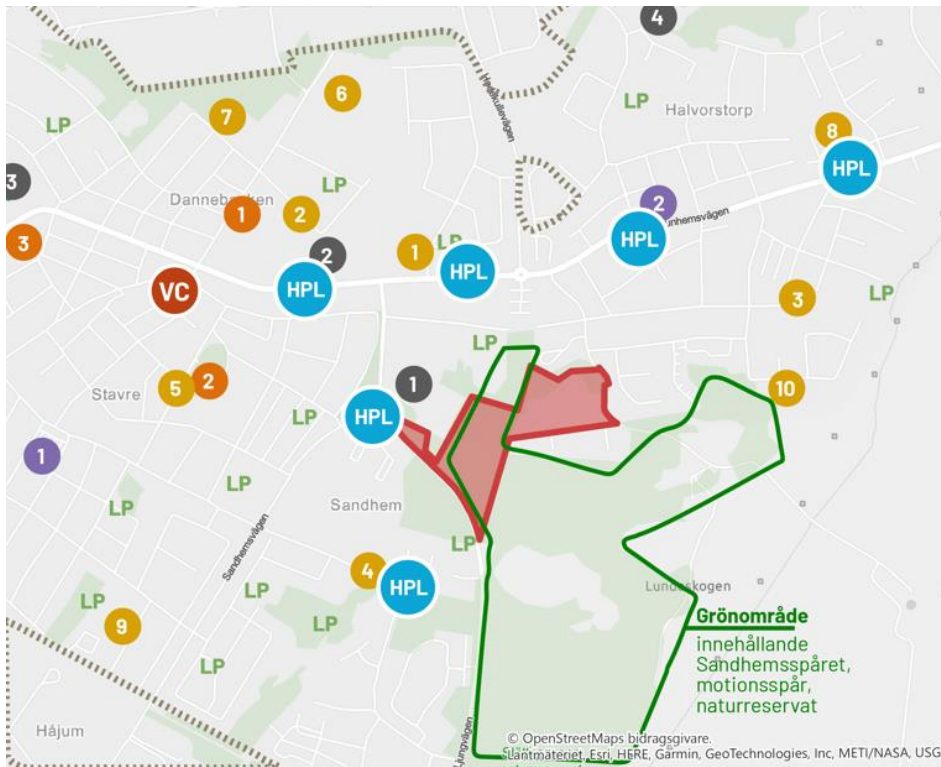 4
6
Halvorstorp
LP
7
8
HPL
LP
3
LP
2
Dannebacken
1
2
HPL
unhemsvägen
3
1
LP
HPL
2
HPL
VC
3
LP
LP
Stavre
5
2
1
10
LP
HPL
1
LP
LP
Sandhem
Sandhemsvägen
LP
4
HPL
LP
LP
Lundeskogen
9
LP
Grönområde
innehållande
Sandhemsspåret,
motionsspår,
naturreservat
LP
Håjum
Ljungvägen
© OpenStreetMaps bidragsgivare.
Lantmäteriet, Esri, HERE, Garmin, GeoTechnologies, Inc, METI/NASA, USG